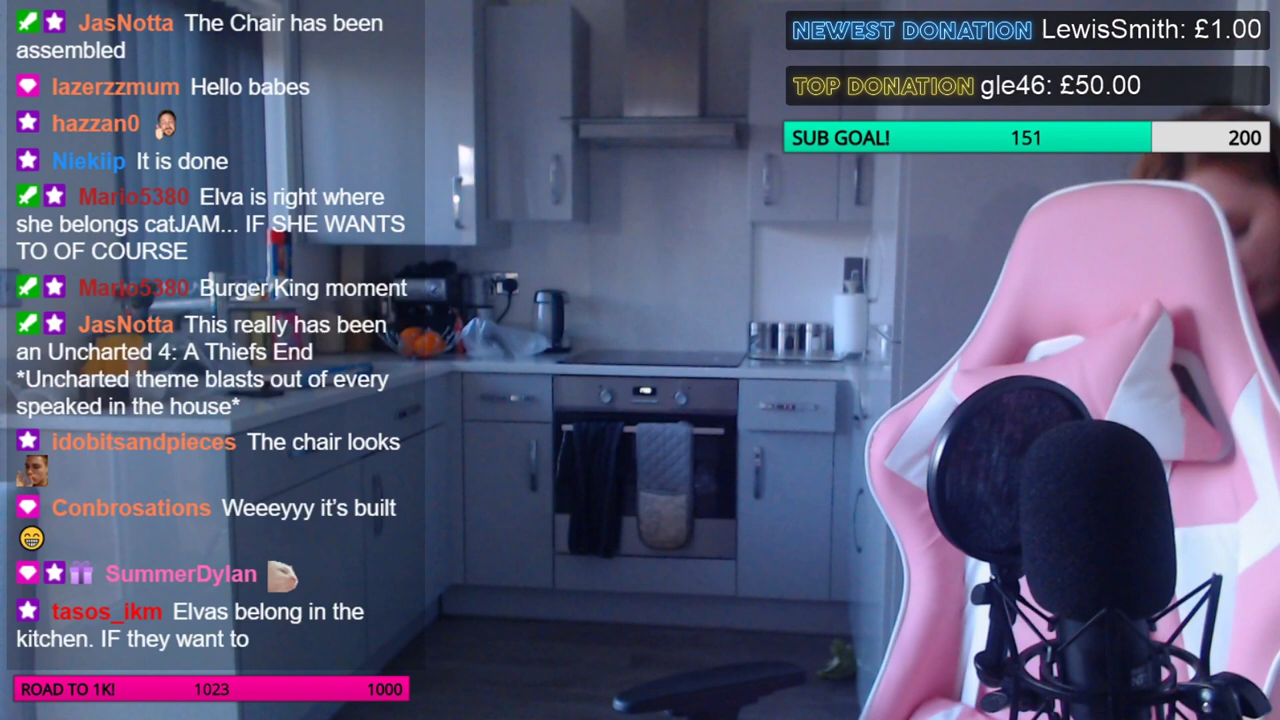 JasNotta The Chair has been
assembled
lazerzzmum Hello babes
hazzan0
Niekiip It is done
Mario5380 Elva is right where
she belongs catJAM... IF SHE WANTS
TO OF COURSE
Mario5380 Burger King moment
JasNotta This really has been
an Uncharted 4: A Thiefs End
*Uncharted theme blasts out of every
speaked in the house*
idobitsandpieces The chair looks
Conbrosations Weeeyyy it's built
SummerDylan
tasos_ikm Elvas belong in the
kitchen. IF they want to
ROAD TO 1K! 1023 1000
NEWEST DONATION LewisSmith: £1.00
TOP DONATION gle46: £50.00
SUB GOAL! 151 200